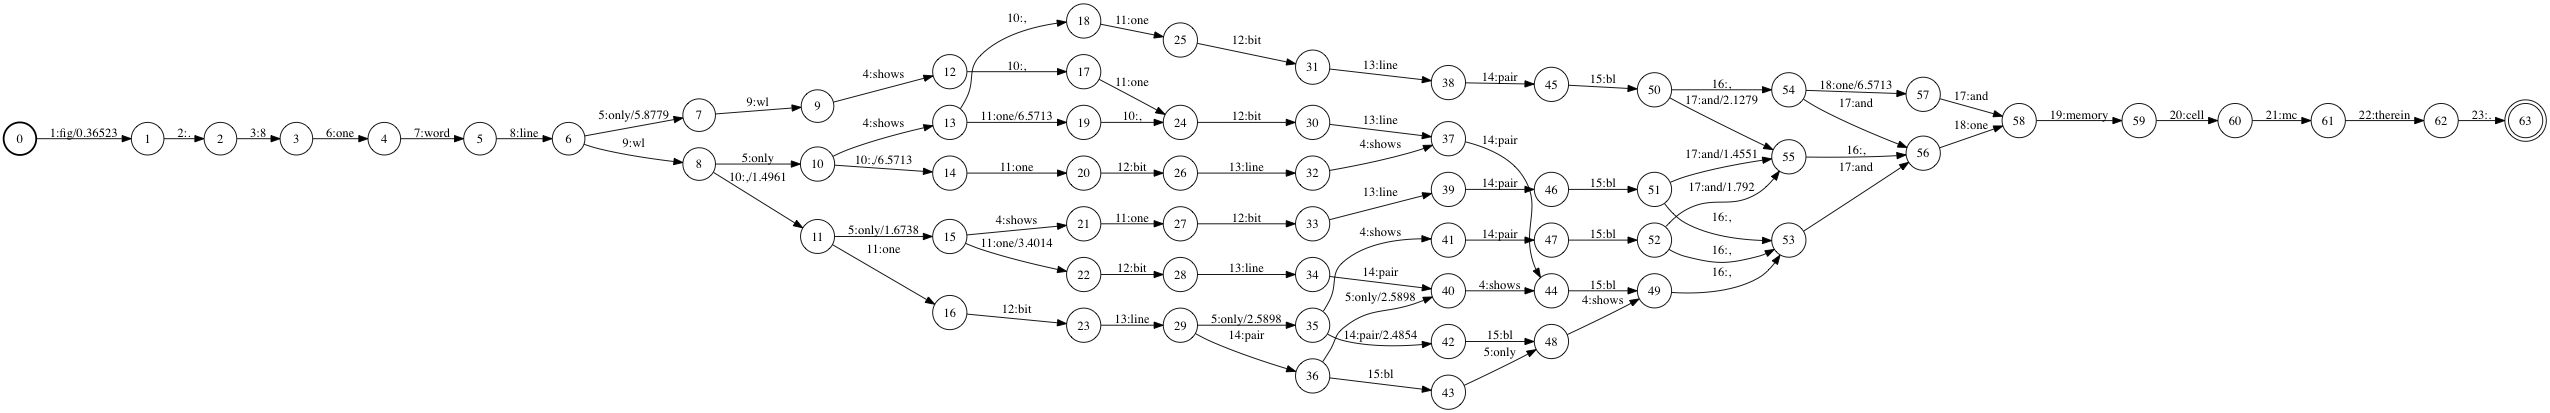 10:,
18
11:one
25
12:bit
31
13:line
38
14:pair
45
15:bl
50
16:,
54
18:one/6.5713
57
17:and
4:shows
12
10:,
17
11:one
17:and/2.1279
17:and
5:only/5.8779
7
9:wl
9
13
11:one/6.5713
19
10:,
24
12:bit
30
13:line
37
14:pair
58
19:memory
59
20:cell
60
21:mc
61
22:therein
62
23:.
63
0
1:fig/0.36523
1
2:.
2
3:8
3
6:one
4
7:word
5
8:line
6
9:wl
8
5:only
10
4:shows
10:,/6.5713
14
11:one
20
12:bit
26
13:line
32
4:shows
17:and/1.4551
55
16:,
56
18:one
17:and
10:,/1.4961
13:line
39
14:pair
46
15:bl
51
17:and/1.792
16:,
11
5:only/1.6738
15
4:shows
21
11:one
27
12:bit
33
4:shows
41
14:pair
47
15:bl
52
16:,
53
11:one
11:one/3.4014
22
12:bit
28
13:line
34
14:pair
40
4:shows
44
15:bl
49
16:,
5:only/2.5898
4:shows
16
12:bit
23
13:line
29
5:only/2.5898
35
14:pair/2.4854
42
15:bl
48
14:pair
36
15:bl
43
5:only